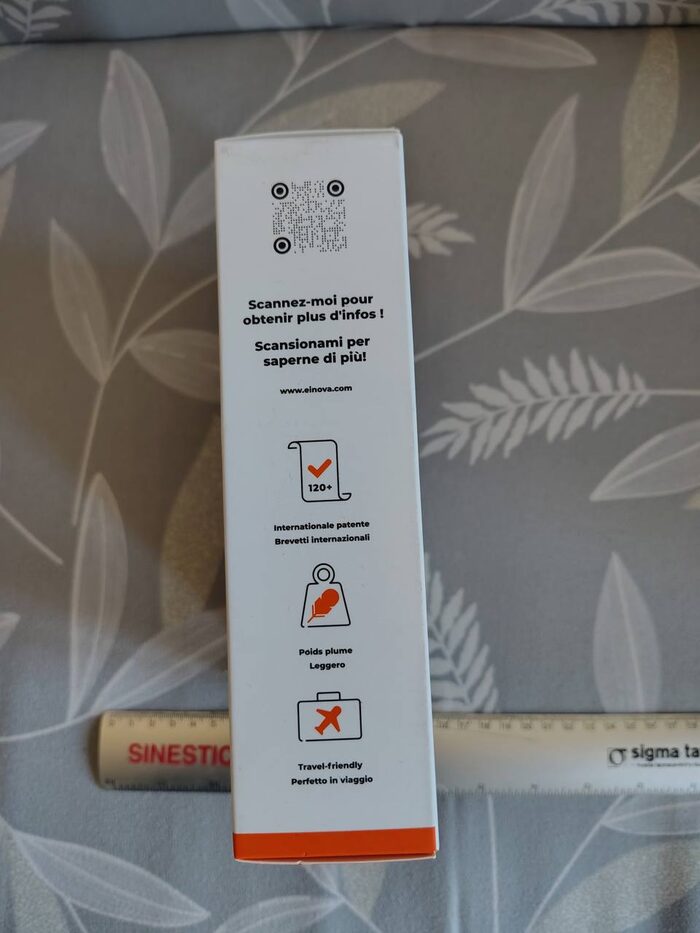 Scannez-moi pour
obtenir plus d'infos !
Scansionami per
saperne di più!
www.einova.com
120+
Internationale patente
Brevetti internazionali
Poids plume
Leggero
Travel-friendly
Perfetto in viaggio
SINESTIC
sigma ta